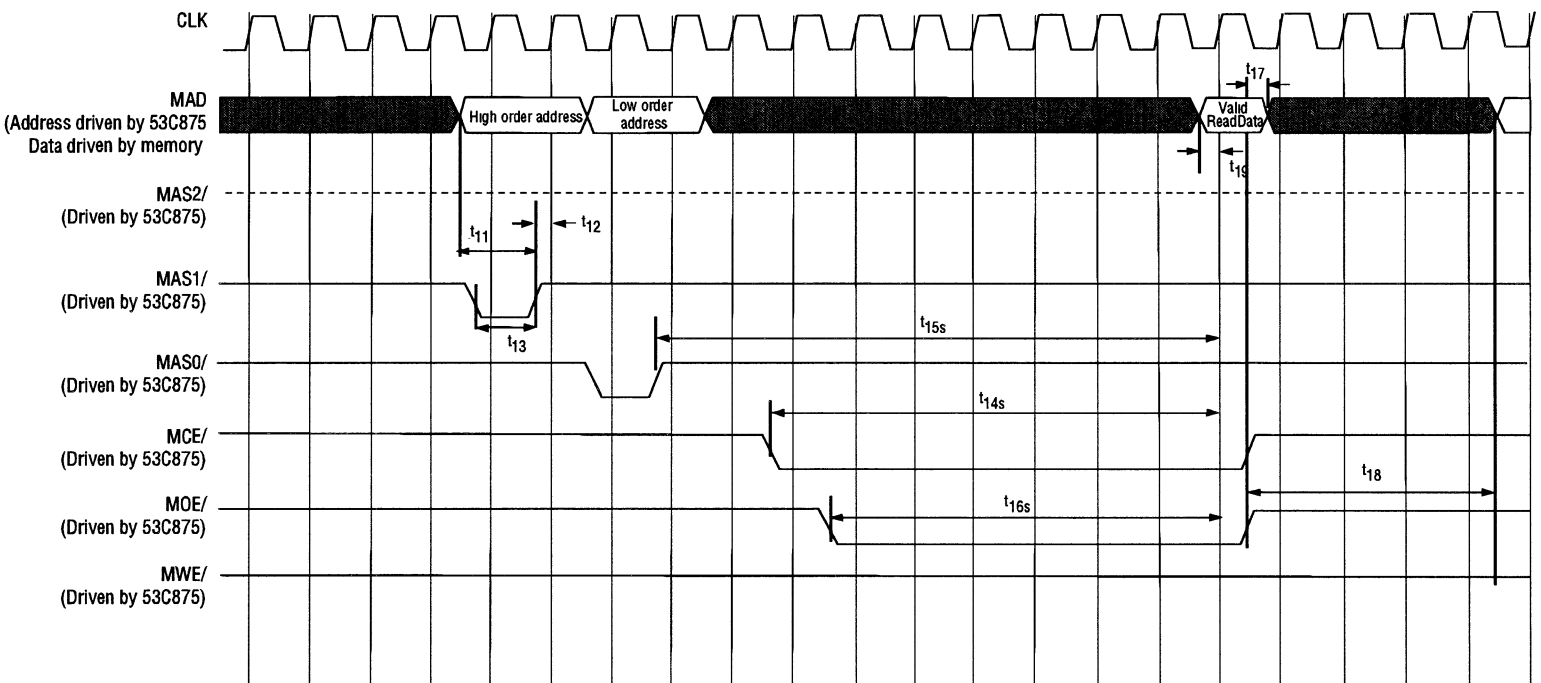 CLK
MAD
(Address driven by 53C875
Data driven by memory
High order address
Low order
address
Valid
ReadData
t17
t19
MAS2/
(Driven by 53C875)
t11
t12
MAS1/
(Driven by 53C875)
t13
t15s
MAS0/
(Driven by 53C875)
t14s
MCE/
(Driven by 53C875)
t18
MOE/
(Driven by 53C875)
t16s
MWE/
(Driven by 53C875)